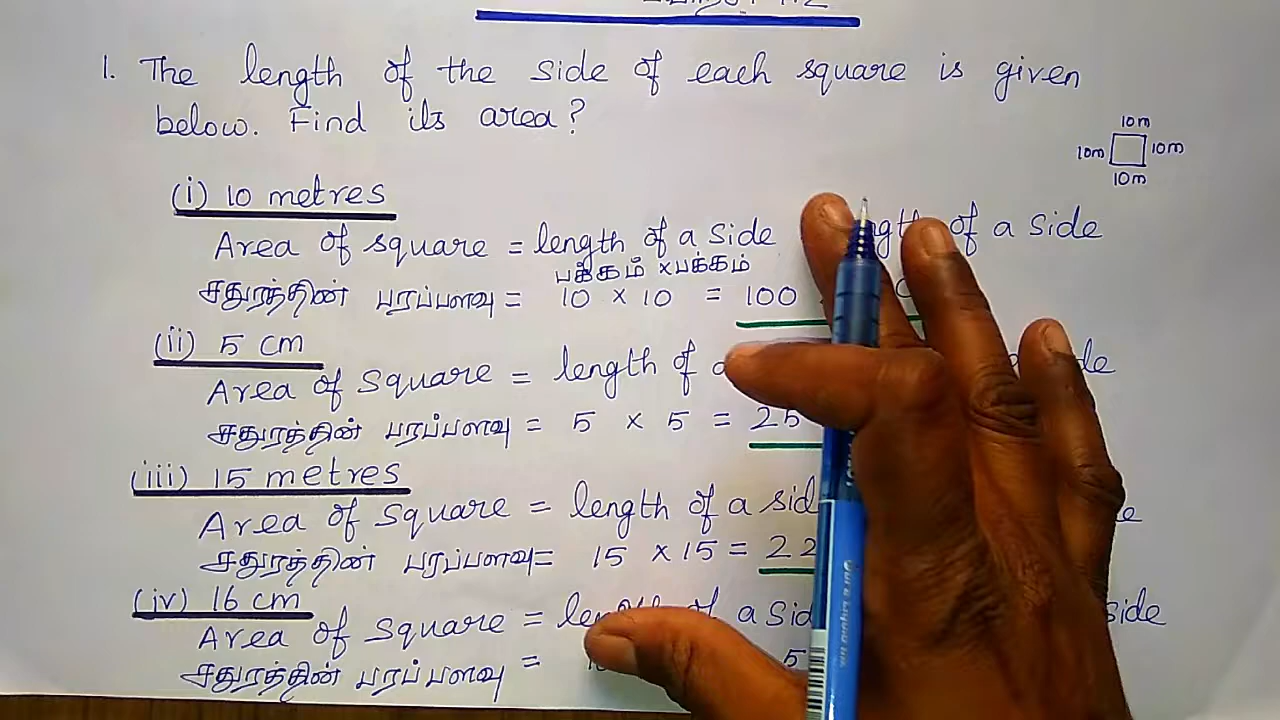 1. The length of the side of each square is given
below. Find its area?
10m
10m 10m
10m
(i) 10 metres
Area of square = length of a side of a side
பக்கம் x பக்கம்
சதுரத்தின் பரப்பளவு = 10 x 10 = 100
(ii) 5 cm
Area of square = length of
சதுரத்தின் பரப்பளவு = 5 x 5 = 25
(iii) 15 metres
Area of square = length of a
சதுரத்தின் பரப்பளவு = 15 x 15 =
(iv) 16 cm
Area of square = a side
சதுரத்தின் பரப்பளவு =